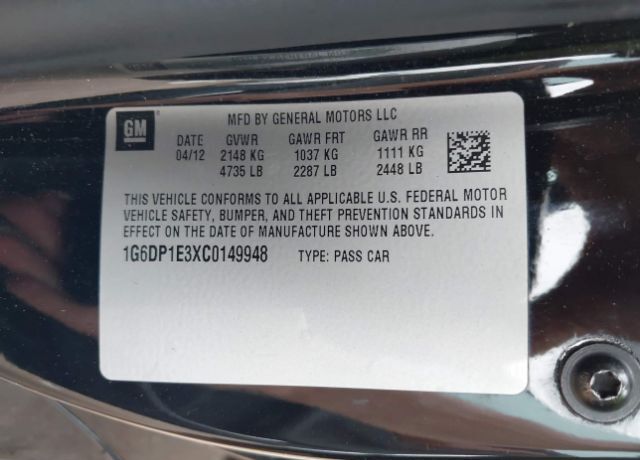 GM
MFD BY GENERAL MOTORS LLC
DATE GVWR GAWR FRT GAWR RR
04/12 2148 KG 1037 KG 1111 KG
4735 LB 2287 LB 2448 LB
THIS VEHICLE CONFORMS TO ALL APPLICABLE U.S. FEDERAL MOTOR
VEHICLE SAFETY, BUMPER, AND THEFT PREVENTION STANDARDS IN
EFFECT ON THE DATE OF MANUFACTURE SHOWN ABOVE.
1G6DP1E3XC0149948 TYPE: PASS CAR